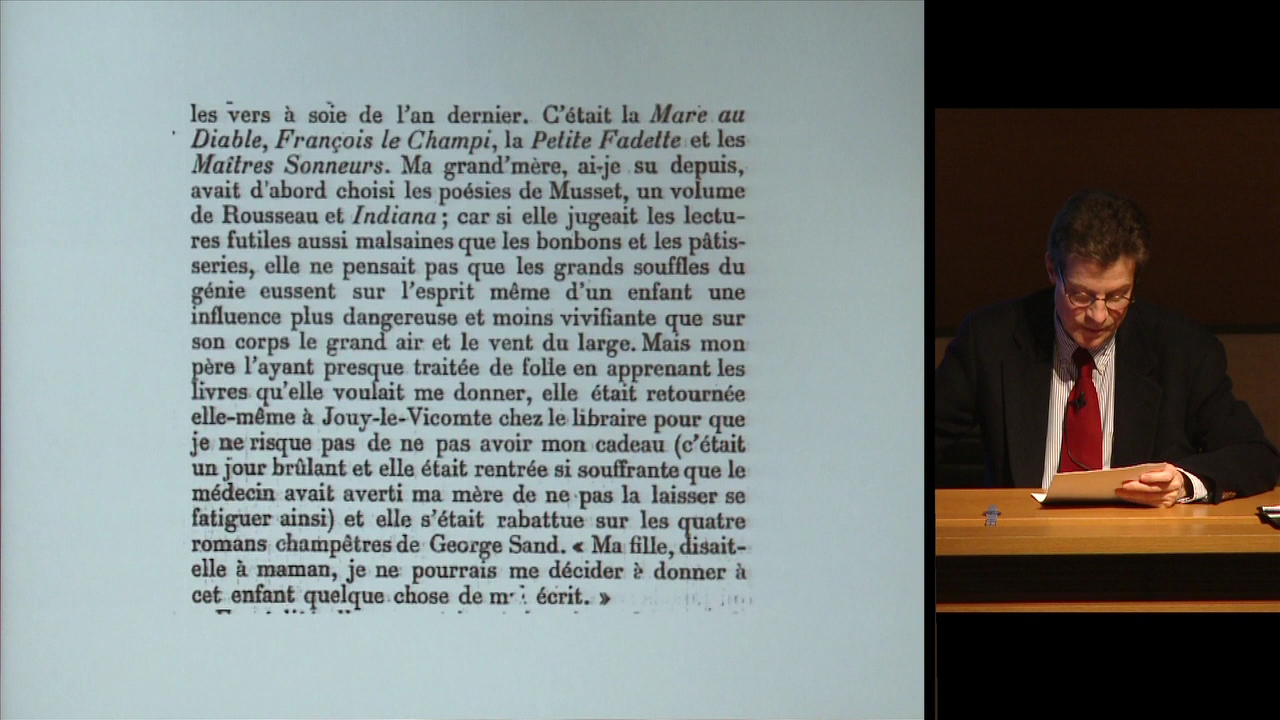 les vers à soie de l'an dernier. C'était la Mare au
Diable, François le Champi, la Petite Fadette et les
Maîtres Sonneurs. Ma grand'mère, ai-je su depuis,
avait d'abord choisi les poésies de Musset, un volume
de Rousseau et Indiana ; car si elle jugeait les lectu-
res futiles aussi malsaines que les bonbons et les pâtis-
series, elle ne pensait pas que les grands souffles du
génie eussent sur l'esprit même d'un enfant une
influence plus dangereuse et moins vivifiante que sur
son corps le grand air et le vent du large. Mais mon
père l'ayant presque traitée de folle en apprenant les
livres qu'elle voulait me donner, elle était retournée
elle-même à Jouy-le-Vicomte chez le libraire pour que
je ne risque pas de ne pas avoir mon cadeau (c'était
un jour brûlant et elle était rentrée si souffrante que le
médecin avait averti ma mère de ne pas la laisser se
fatiguer ainsi) et elle s'était rabattue sur les quatre
romans champêtres de George Sand. « Ma fille, disait-
elle à maman, je ne pourrais me décider à donner à
cet enfant quelque chose de écrit. »